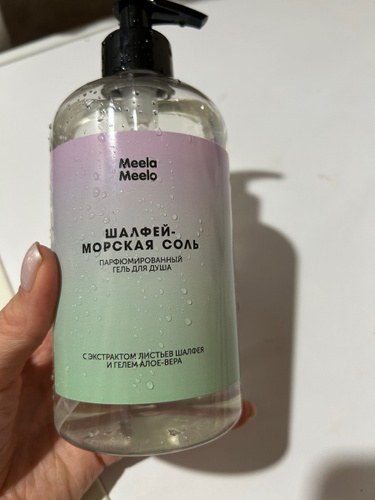 Meela
Meelo
ШАЛФЕЙ-
МОРСКАЯ СОЛЬ
ПАРФЮМИРОВАННЫЙ
ГЕЛЬ ДЛЯ ДУША
С ЭКСТРАКТОМ ЛИСТЬЕВ ШАЛФЕЯ
И ГЕЛЕМ АЛОЕ-ВЕРА